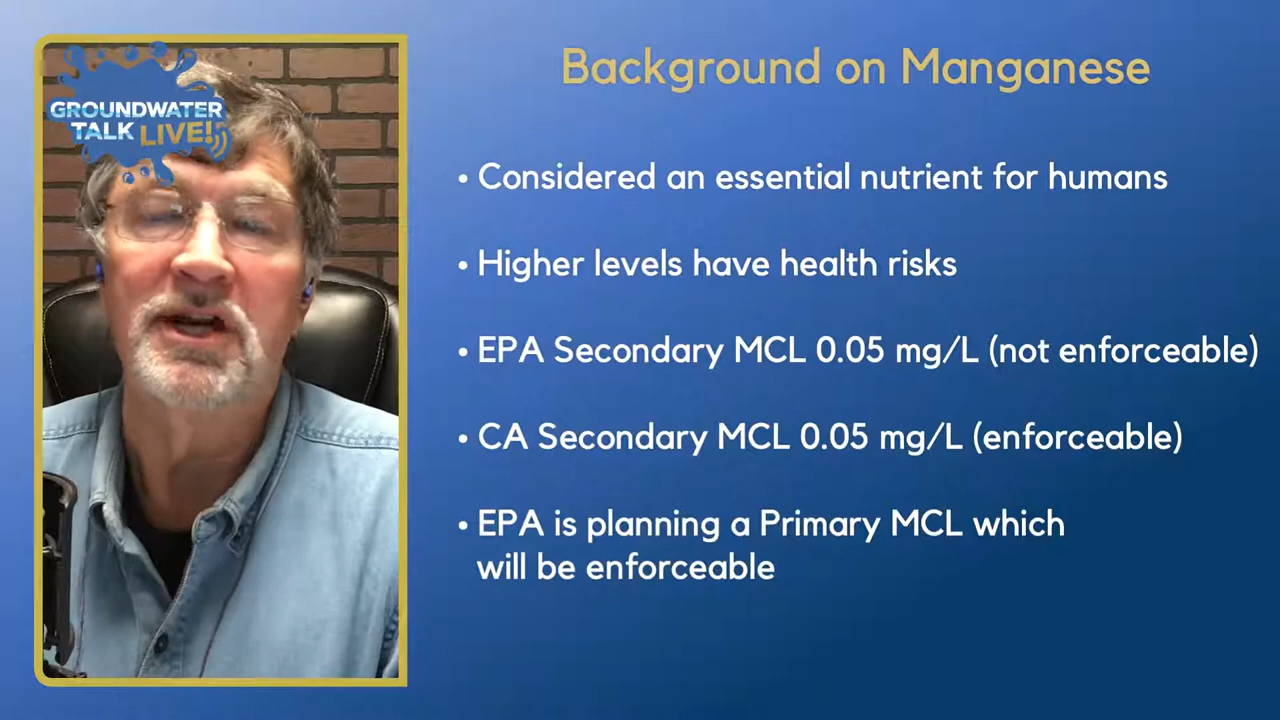 GROUNDWATER
TALK LIVE!
Background on Manganese
• Considered an essential nutrient for humans
• Higher levels have health risks
• EPA Secondary MCL 0.05 mg/L (not enforceable)
• CA Secondary MCL 0.05 mg/L (enforceable)
• EPA is planning a Primary MCL which
will be enforceable